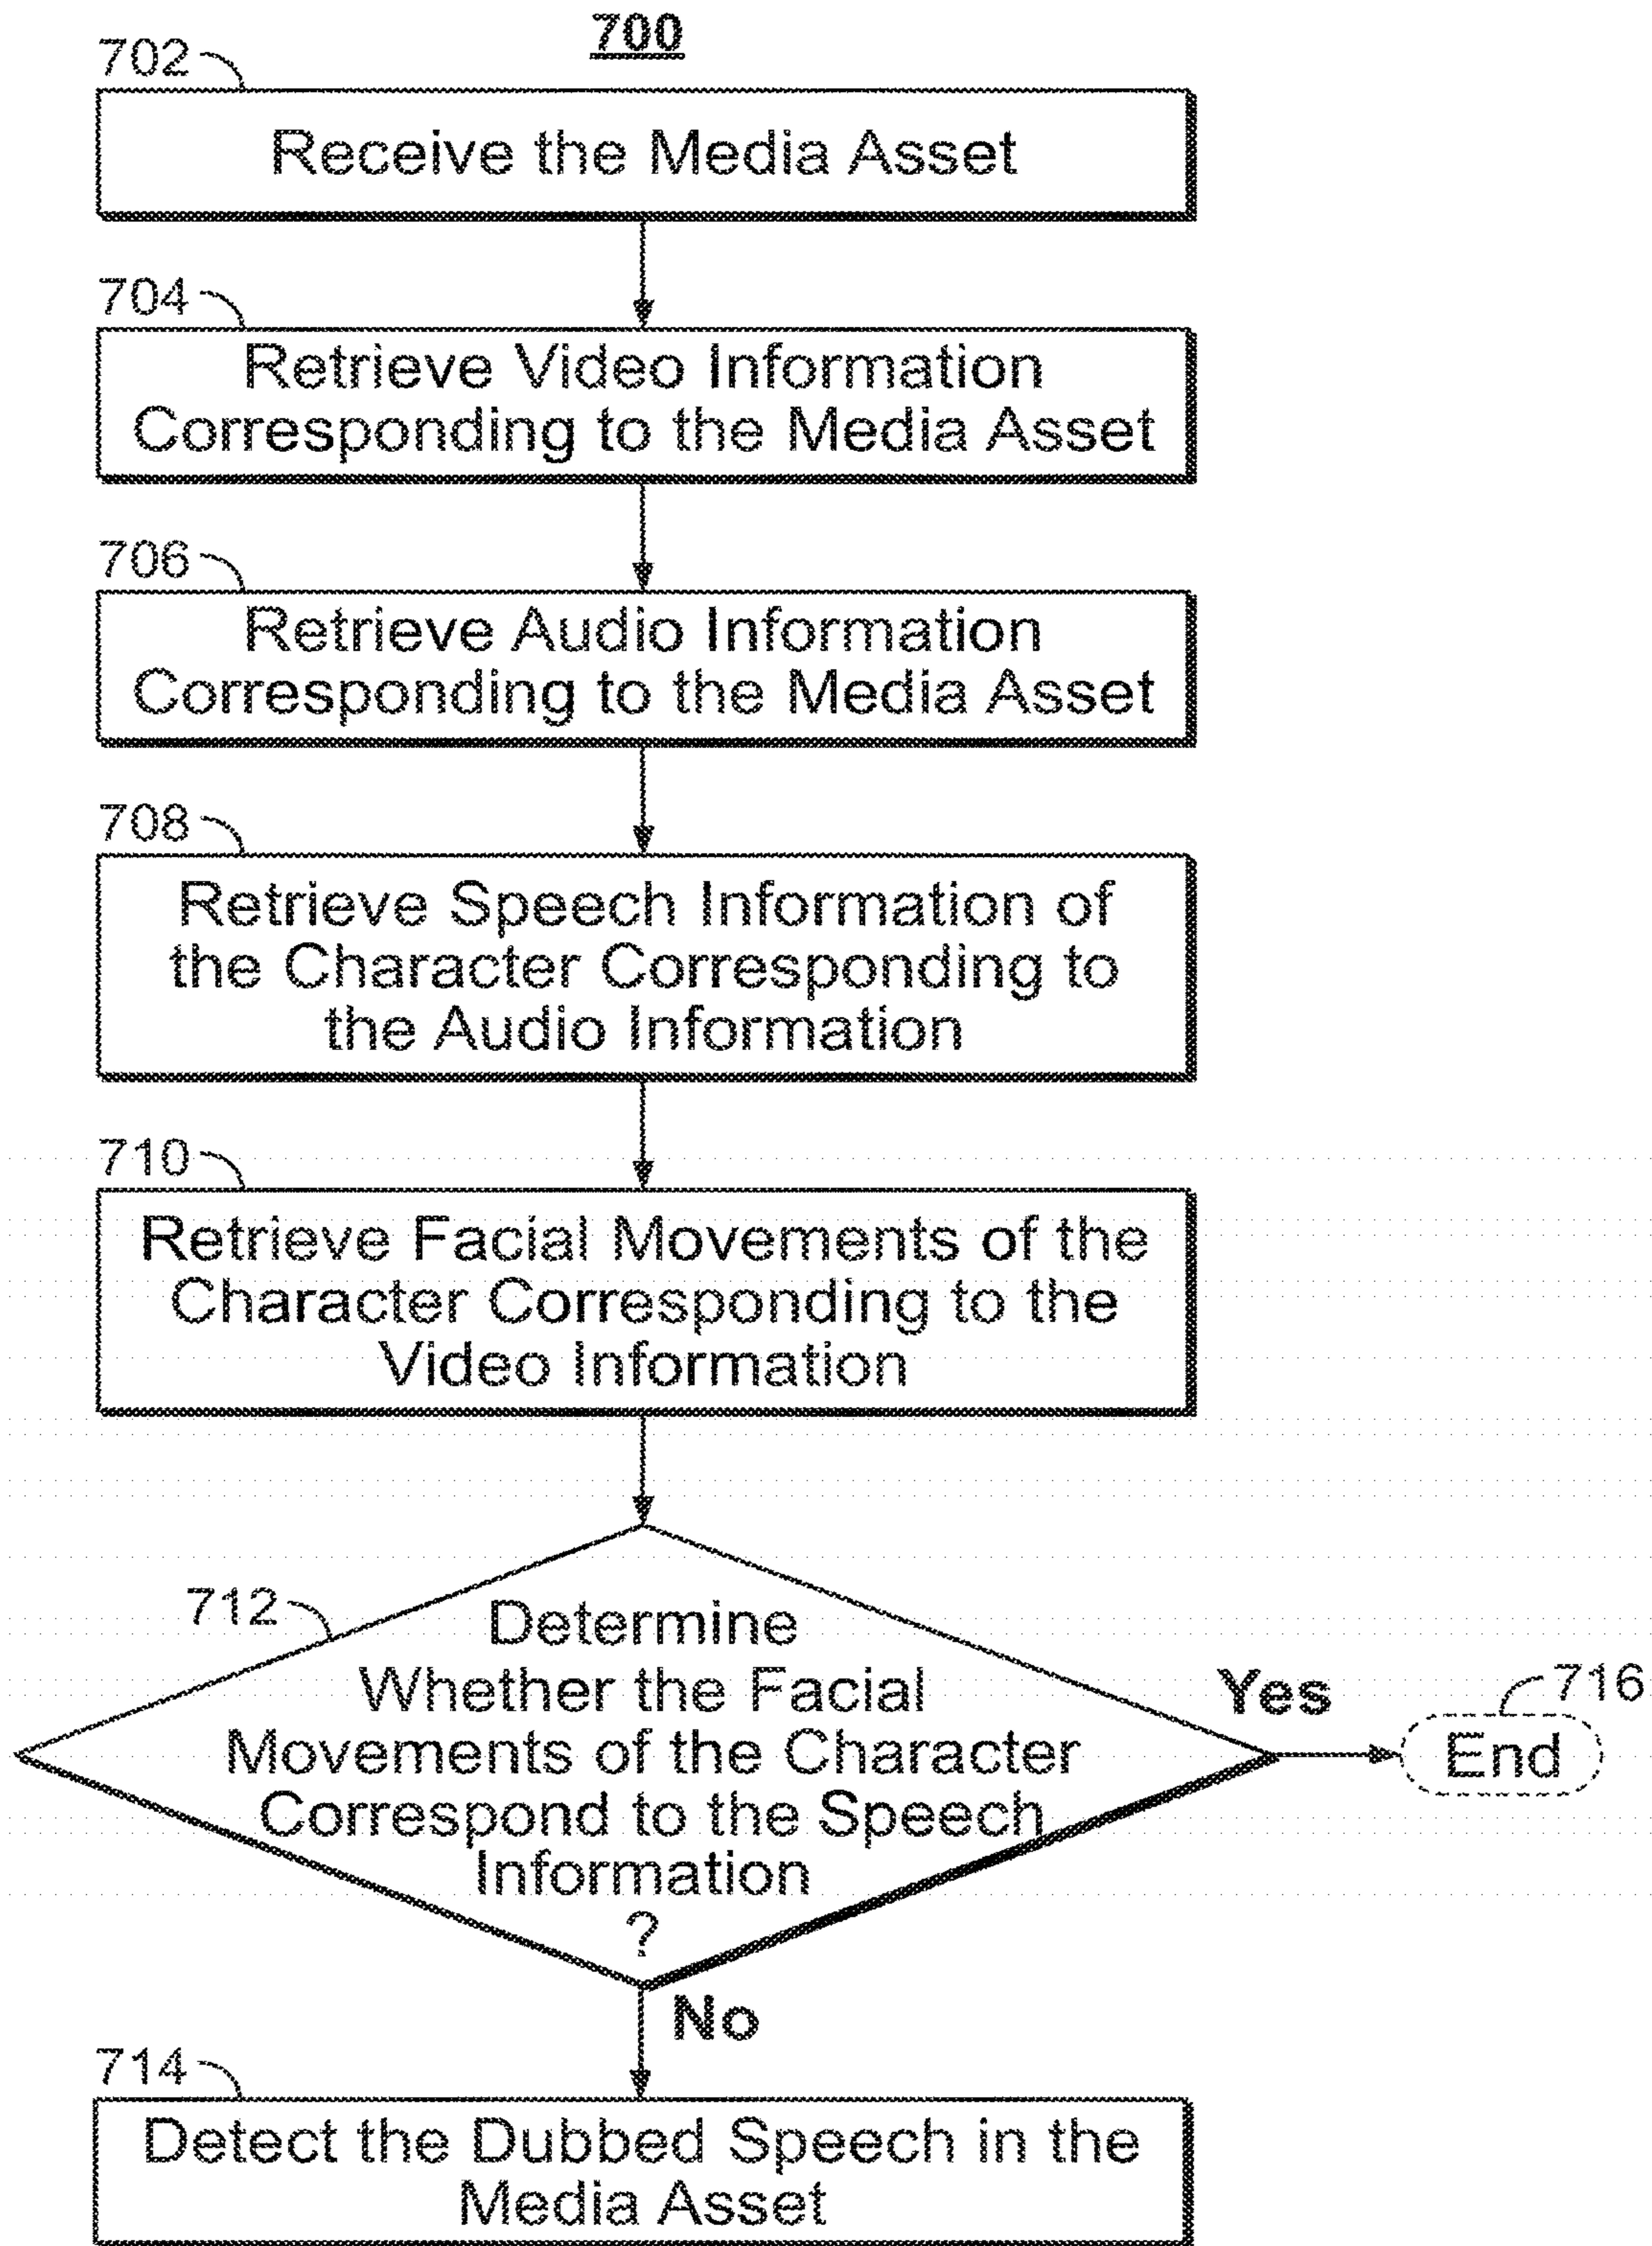 700
702
Receive the Media Asset
704
Retrieve Video Information
Corresponding to the Media Asset
706
Retrieve Audio Information
Corresponding to the Media Asset
708
Retrieve Speech Information of
the Character Corresponding to
the Audio Information
710
Retrieve Facial Movements of the
Character Corresponding to the
Video Information
712
Determine
Whether the Facial
Movements of the Character
Correspond to the Speech
Information
?
Yes
716
End
No
714
Detect the Dubbed Speech in the
Media Asset